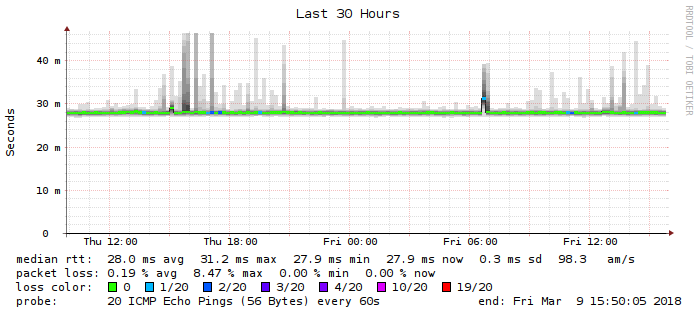 Last 30 Hours
RRDTOOL / TOBI OETIKER
Seconds
40 m
30 m
20 m
10 m
0
Thu 12:00 Thu 18:00 Fri 00:00 Fri 06:00 Fri 12:00
median rtt: 28.0 ms avg 31.2 ms max 27.9 ms min 27.9 ms now 0.3 ms sd 98.3 am/s
packet loss: 0.19 % avg 8.47 % max 0.00 % min 0.00 % now
loss color: 0 1/20 2/20 3/20 4/20 10/20 19/20
probe: 20 ICMP Echo Pings (56 Bytes) every 60s end: Fri Mar 9 15:50:05 2018